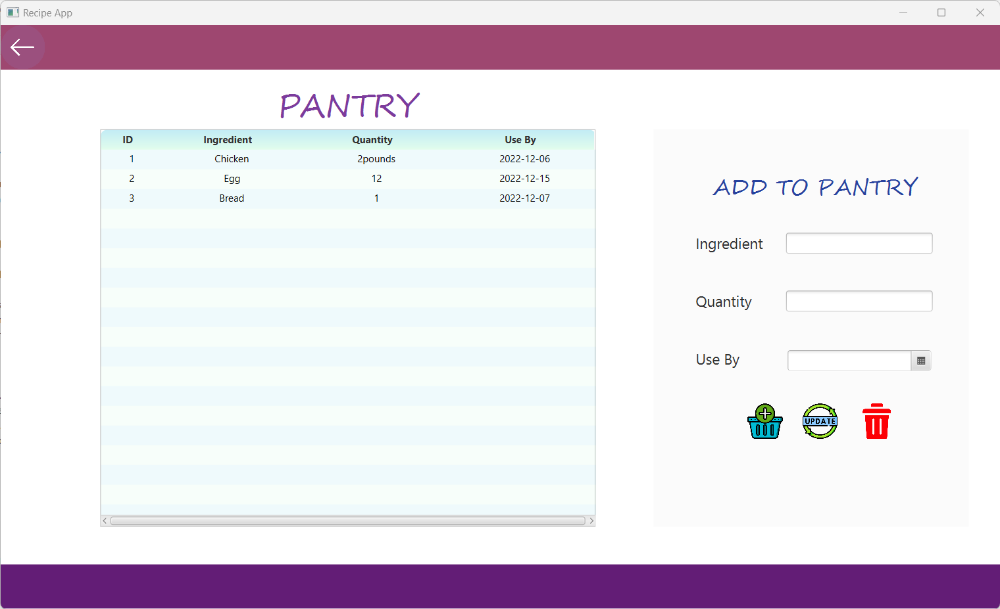 Recipe App
PANTRY
ID Ingredient Quantity Use By
1 Chicken 2pounds 2022-12-06
2 Egg 12 2022-12-15
3 Bread 1 2022-12-07
ADD TO PANTRY
Ingredient
Quantity
Use By
UPDATE